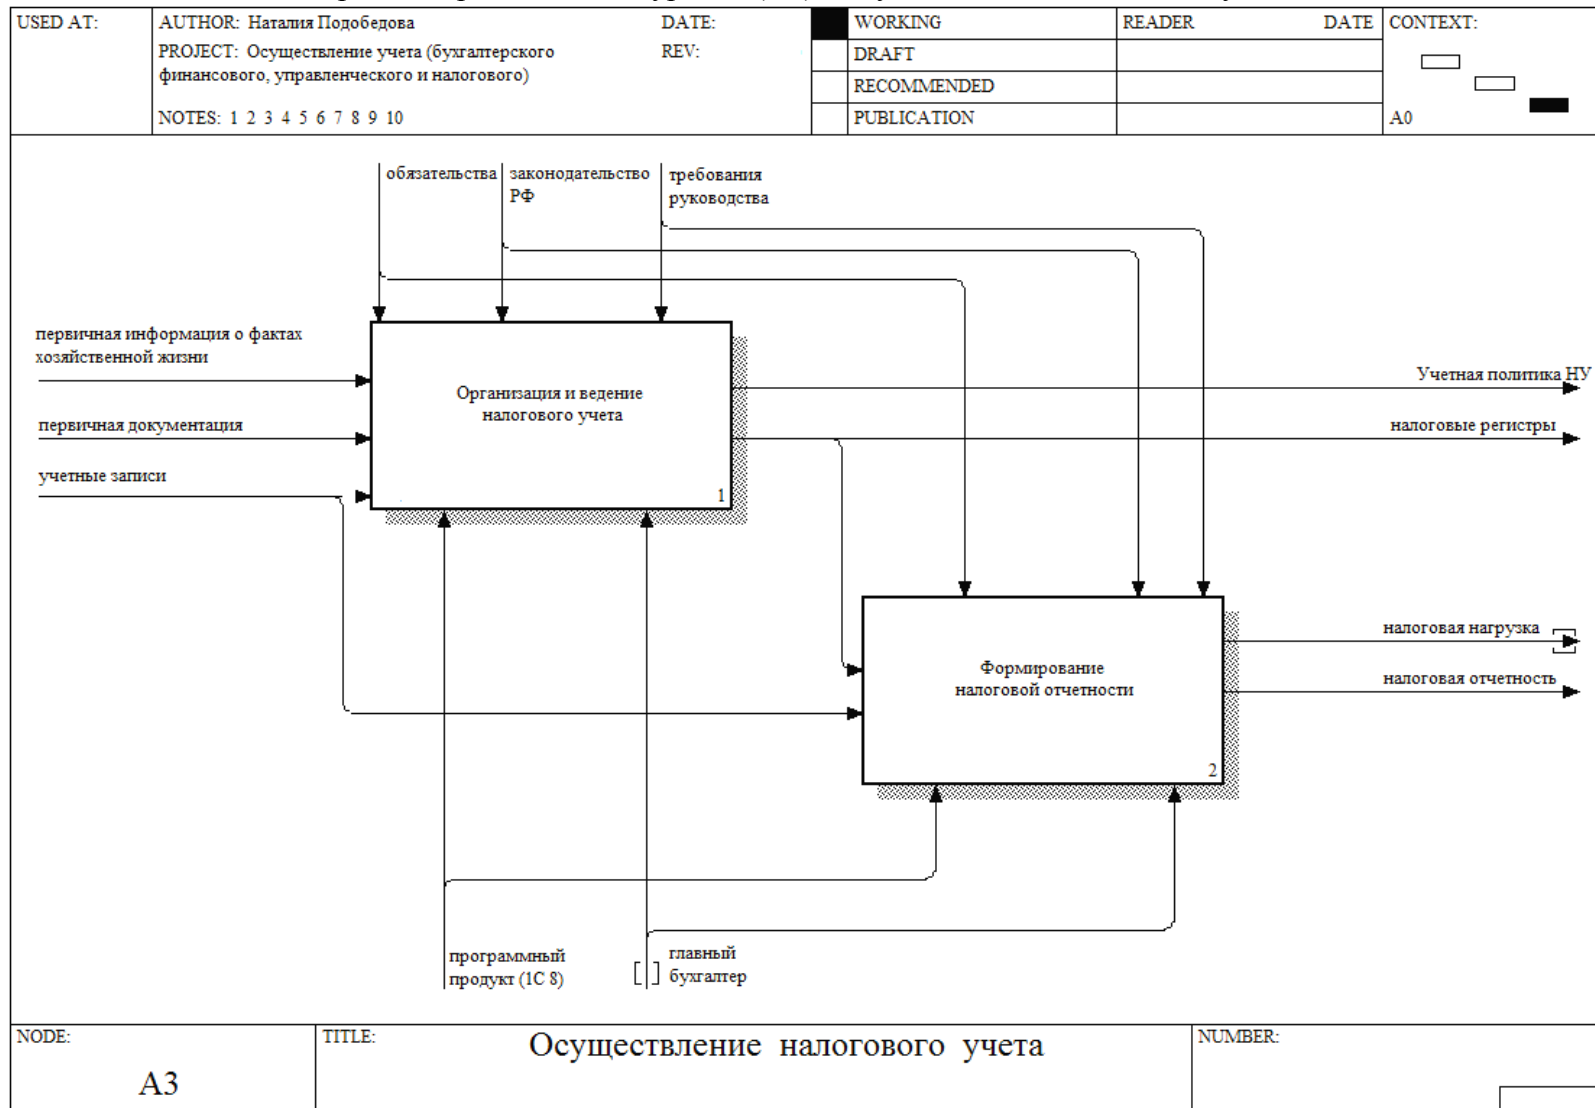 USED AT:
AUTHOR: Наталия Подобедова
DATE:
PROJECT: Осуществление учета (бухгалтерского
финансового, управленческого и налогового)
REV:
NOTES: 1 2 3 4 5 6 7 8 9 10
WORKING
DRAFT
RECOMMENDED
PUBLICATION
READER
DATE
CONTEXT:
A0
обязательства
законодательство
РФ
требования
руководства
первичная информация о фактах
хозяйственной жизни
первичная документация
учетные записи
Организация и ведение
налогового учета
1
Учетная политика НУ
налоговые регистры
Формирование
налоговой отчетности
2
налоговая нагрузка
налоговая отчетность
программный
продукт (1С 8)
главный
бухгалтер
NODE:
A3
TITLE:
Осуществление налогового учета
NUMBER: